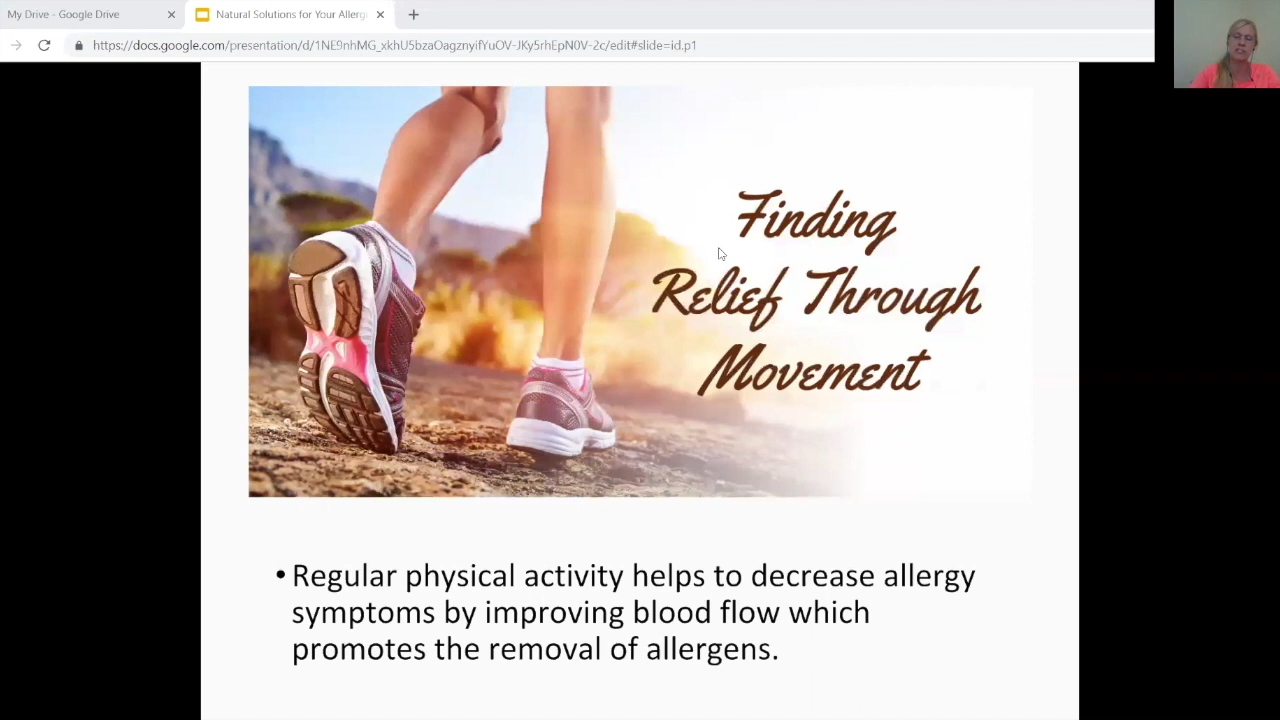 My Drive - Google Drive
Natural Solutions for Your Allerg
https://docs.google.com/presentation/d/1NE9nhMG_xkhU5bzaOagznyifYuOV-JKy5rhEpN0V-2c/edit#slide=id.p1
Finding
Relief Through
Movement
• Regular physical activity helps to decrease allergy
symptoms by improving blood flow which
promotes the removal of allergens.